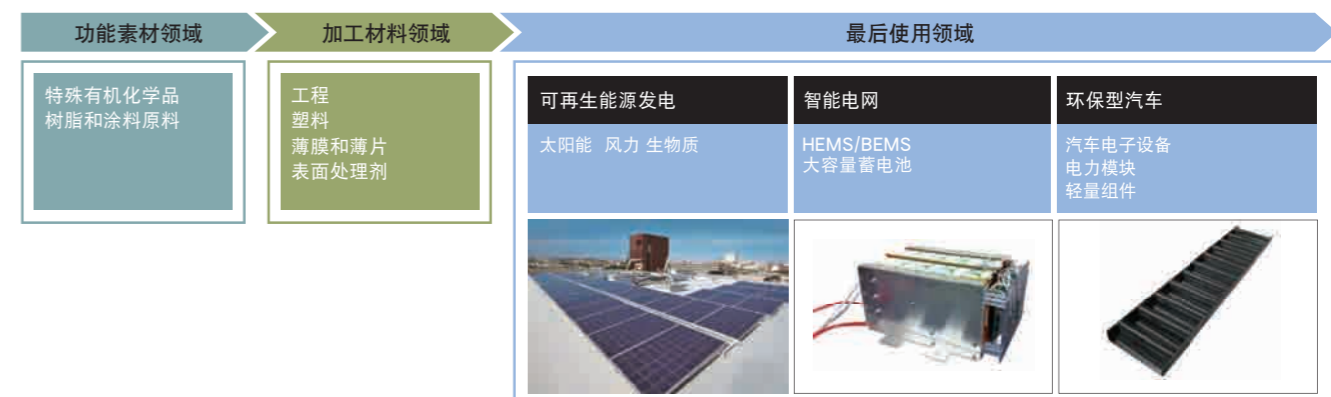 功能素材领域
加工材料领域
最后使用领域
特殊有机化学品
树脂和涂料原料
工程
塑料
薄膜和薄片
表面处理剂
可再生能源发电
太阳能 风力 生物质
智能电网
HEMS/BEMS
大容量蓄电池
环保型汽车
汽车电子设备
电力模块
轻量组件